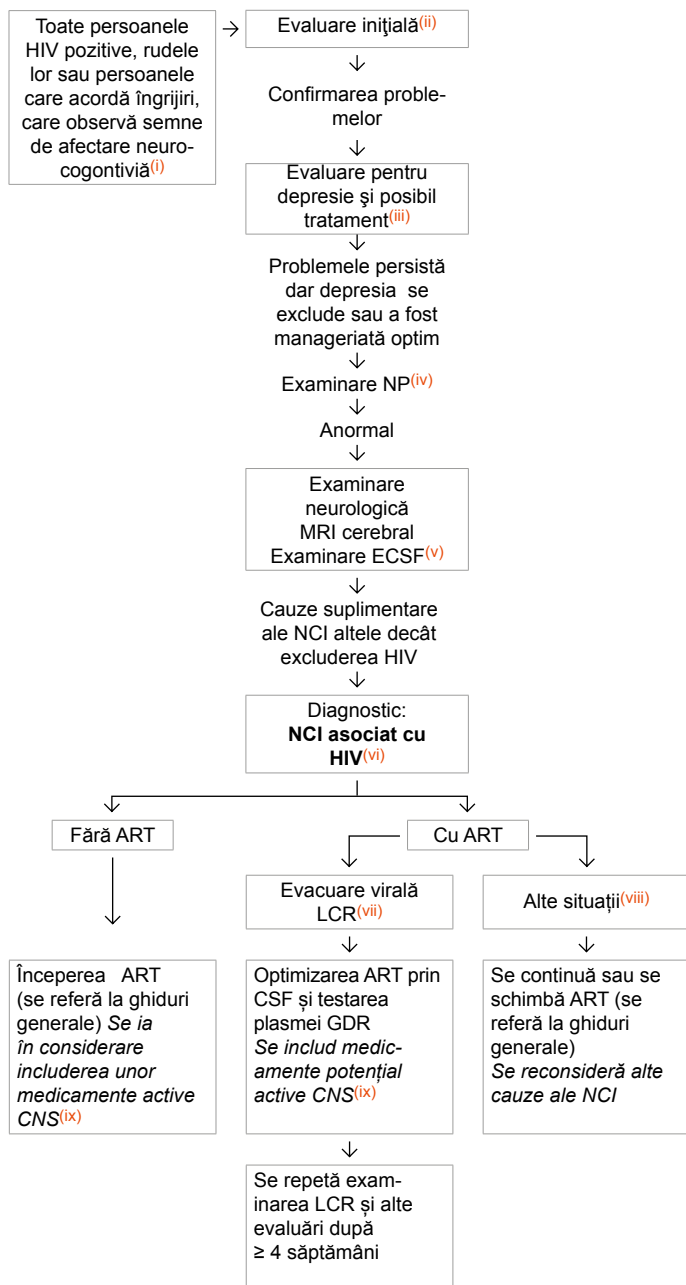 Toate persoanele
HIV pozitive, rudele
lor sau persoanele
care acordă îngrijiri,
care observă semne
de afectare neuro-
cogontiviă(i)
Evaluare iniţială(ii)
Confirmarea proble-
melor
Evaluare pentru
depresie şi posibil
tratament(iii)
Problemele persistă
dar depresia se
exclude sau a fost
manageriată optim
Examinare NP(iv)
Anormal
Examinare
neurologică
MRI cerebral
Examinare ECSF(v)
Cauze suplimentare
ale NCI altele decât
excluderea HIV
Diagnostic:
NCI asociat cu
HIV(vi)
Fără ART
Cu ART
Evacuare virală
LCR(vii)
Alte situații(viii)
Începerea ART
(se referă la ghiduri
generale) Se ia
în considerare
includerea unor
medicamente active
CNS(ix)
Optimizarea ART prin
CSF și testarea
plasmei GDR
Se includ medic-
amente potențial
active CNS(ix)
Se continuă sau se
schimbă ART (se
referă la ghiduri
generale)
Se reconsideră alte
cauze ale NCI
Se repetă exam-
inarea LCR și alte
evaluări după
≥ 4 săptămâni